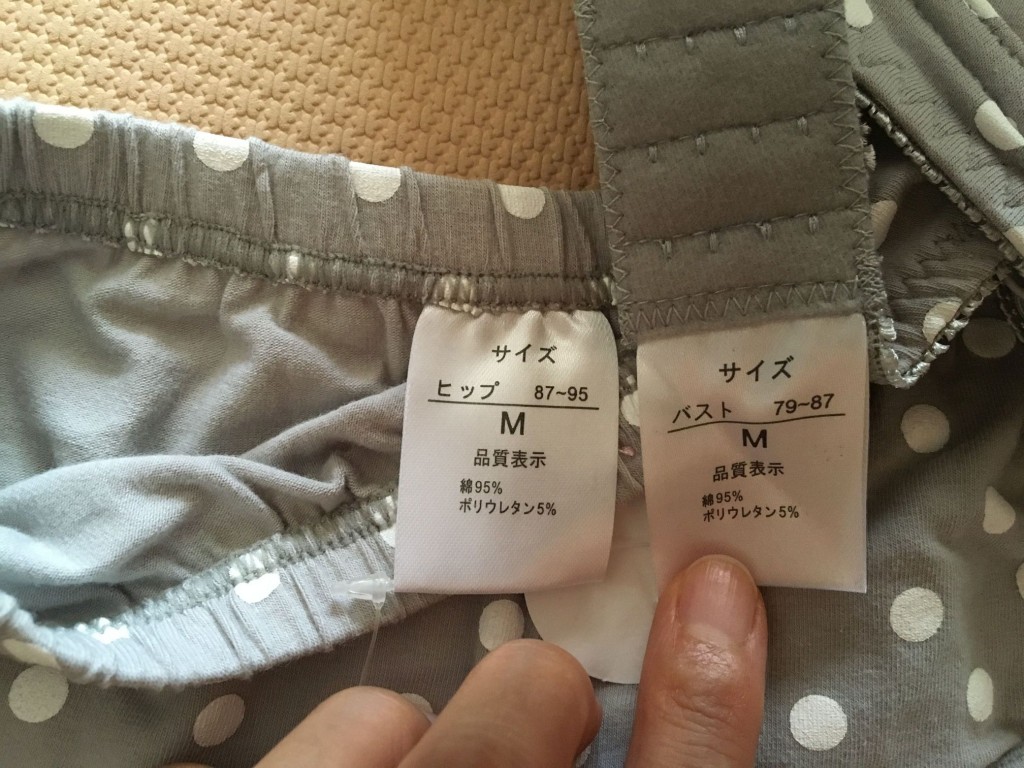 サイズ
ヒップ 87~95
M
品質表示
綿95%
ポリウレタン5%
サイズ
バスト 79~87
M
品質表示
綿95%
ポリウレタン5%